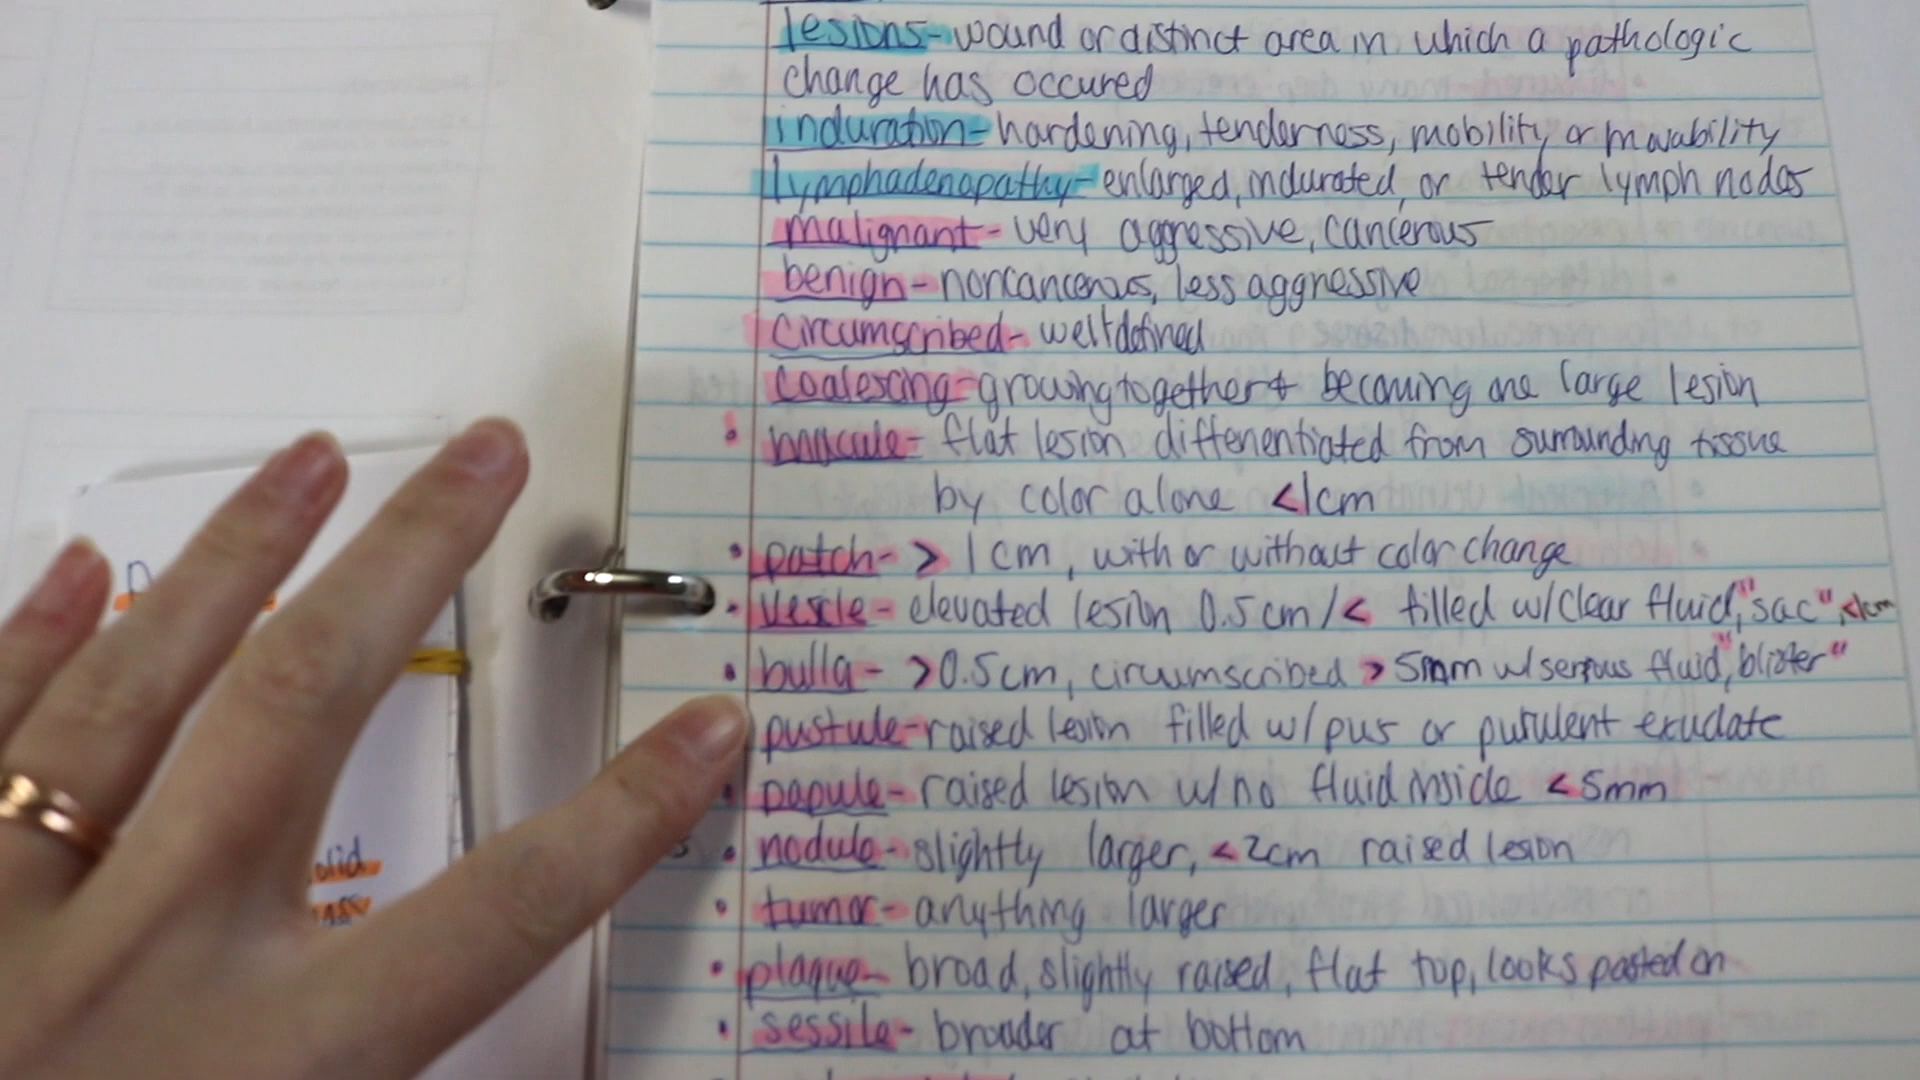 lesions- wound or distinct area in which a pathologic
change has occured
induration- hardening, tenderness, mobility or movability
lymphadenopathy- enlarged, indurated, or tender lymph nodes
malignant- very aggressive, cancerous
benign- noncancerous, less aggressive
circumscribed- well defined
coalescing- growing together & becoming one large lesion
• macule- flat lesion differentiated from surrounding tissue
by color alone <1cm
• patch- > 1cm, with or without color change
• vesicle- elevated lesion 0.5cm/< filled w/clear fluid, "sac", <1cm
• bulla- >0.5cm, circumscribed > 5mm w/serous fluid, "blister"
pustule- raised lesion filled w/pus or purulent exudate
• papule- raised lesion w/no fluid inside <5mm
• nodule- slightly larger, <2cm raised lesion
• tumor- anything larger
• plaque- broad, slightly raised, flat top, looks pasted on
• sessile- broader at bottom